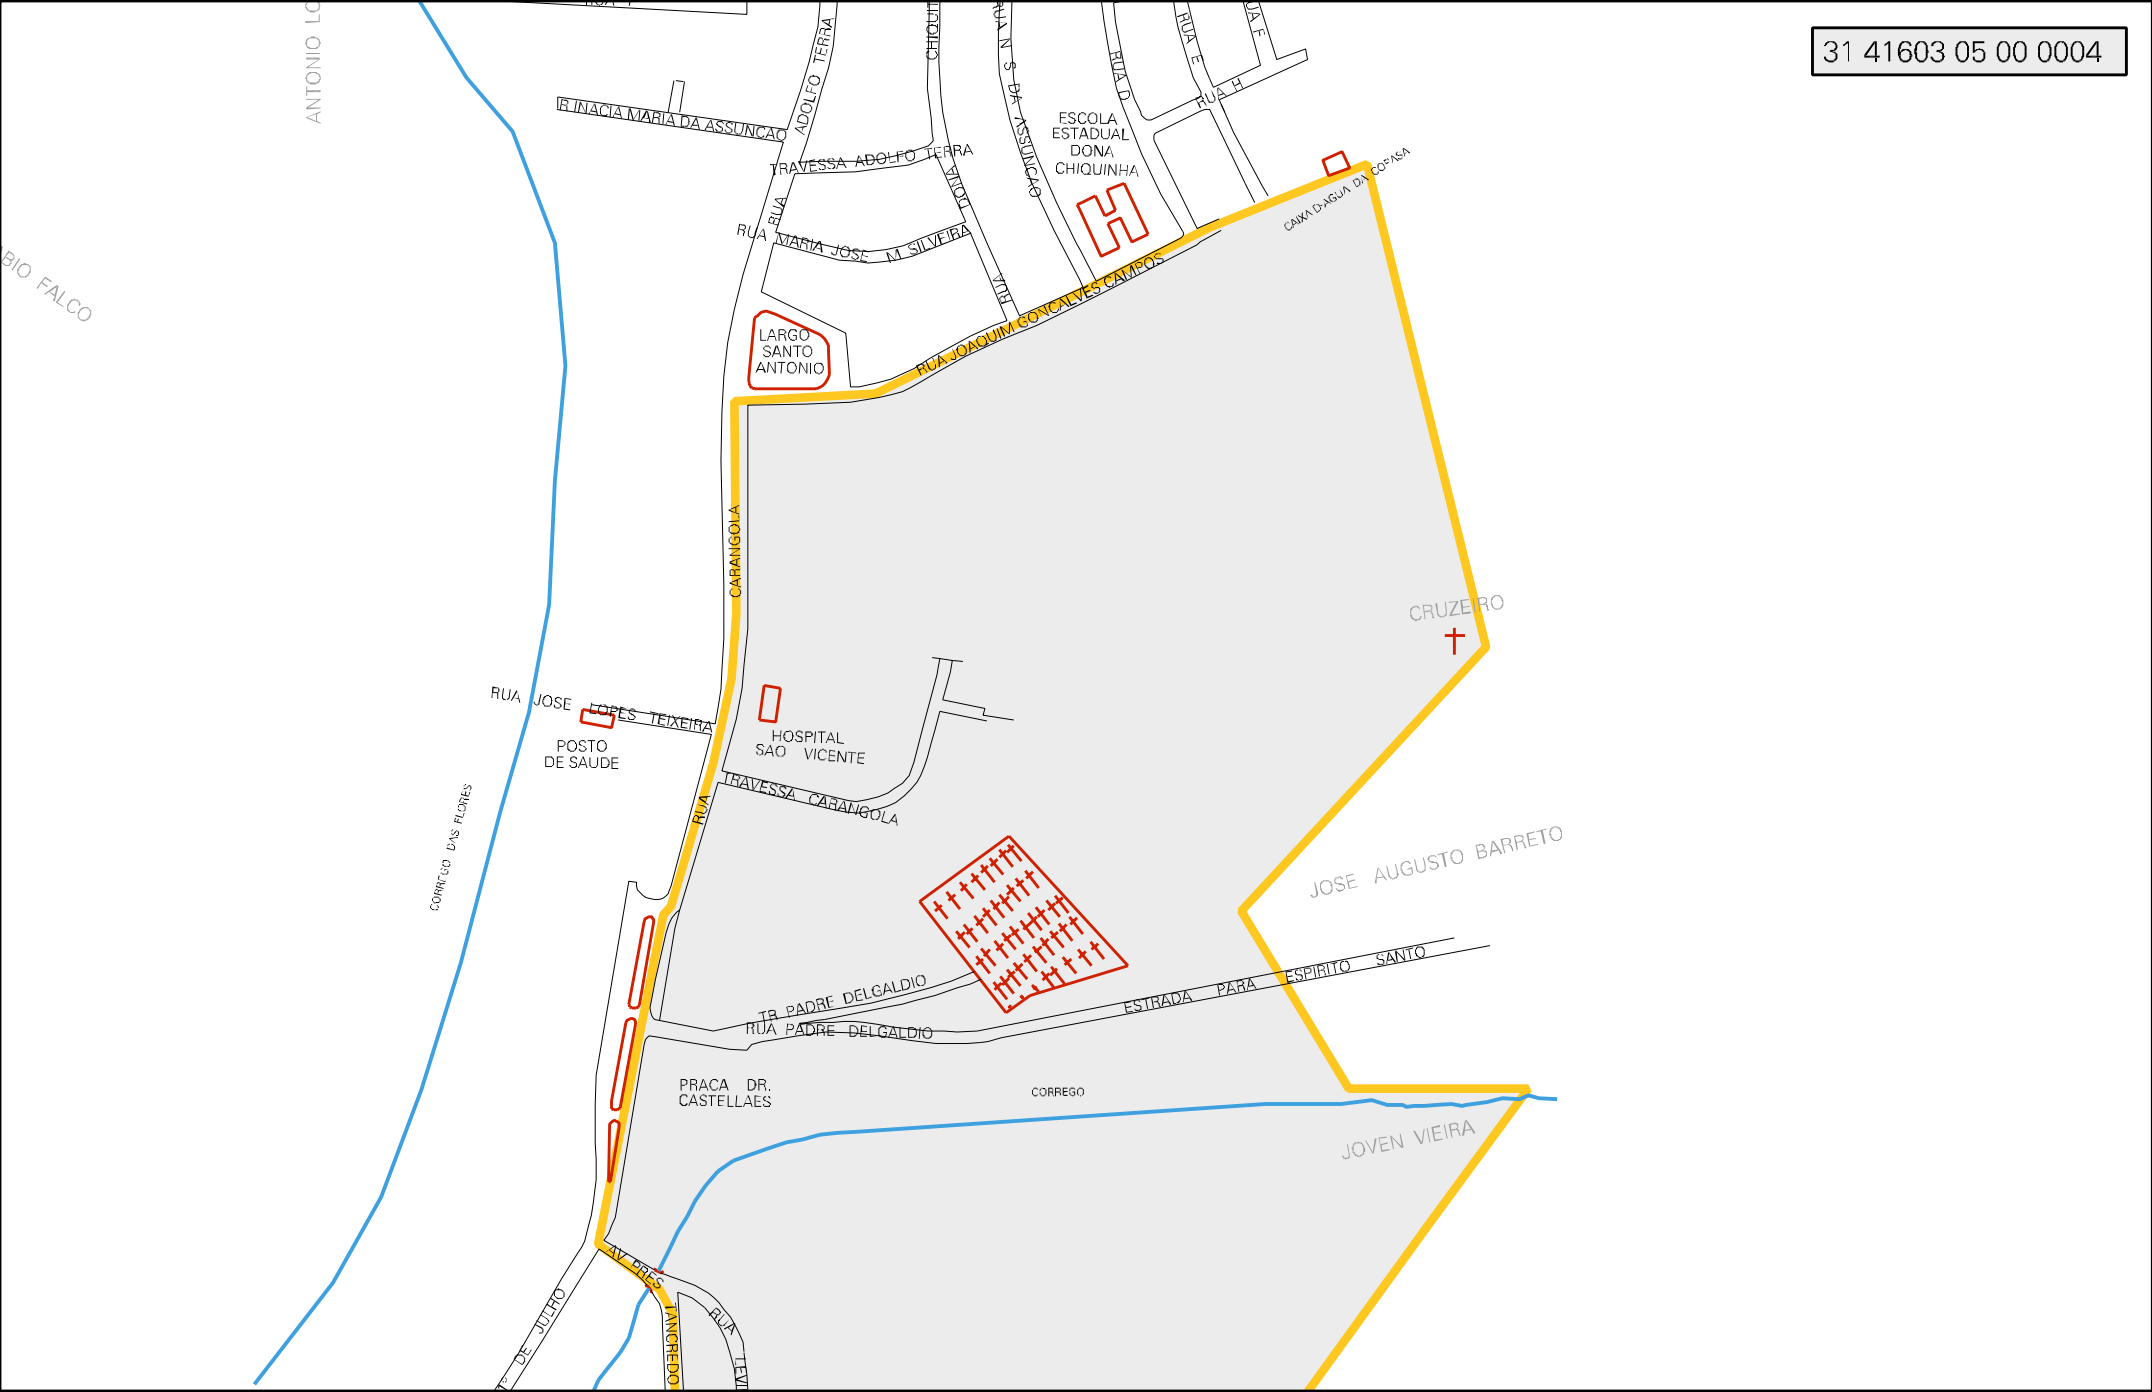 31 41603 05 00 0004
ANTONIO LO
ADOLFO TERRA
RUA
CHIQUIT
DONA
RUA
RUA N S DA ASSUNCAO
RUA D
RUA E
UA F
RUA H
R INACIA MARIA DA ASSUNCAO
TRAVESSA ADOLFO TERRA
ESCOLA
ESTADUAL
DONA
CHIQUINHA
CAIXA D-AGUA DA COPASA
RUA MARIA JOSE M SILVEIRA
BIO FALCO
LARGO
SANTO
ANTONIO
RUA JOAQUIM GONCALVES CAMPOS
CARANGOLA
RUA
CRUZEIRO
RUA JOSE LOPES TEIXEIRA
POSTO
DE SAUDE
HOSPITAL
SAO VICENTE
TRAVESSA CARANGOLA
CORREGO DAS FLORES
JOSE AUGUSTO BARRETO
TR PADRE DELGALDIO
RUA PADRE DELGALDIO
ESTRADA PARA ESPIRITO SANTO
PRACA DR.
CASTELLAES
CORREGO
JOVEN VIEIRA
AV PRES
TANCREDO
RUA
LEVI
DE JULHO